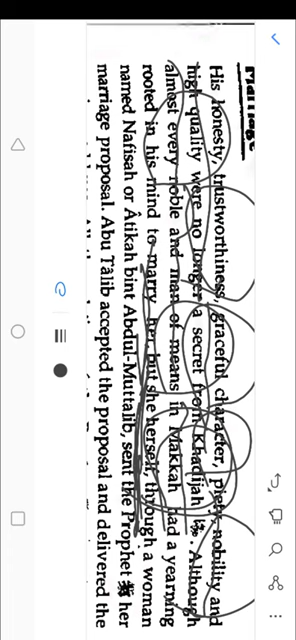 Marriage
His honesty, trustworthiness, graceful character, piety, nobility and
high quality were no longer a secret from Khadijah ؓ. Although
almost every noble and man of means in Makkah had a yearning
rooted in his mind to marry her, but she herself, through a woman
named Nafisah or Âtikah bint Abdul-Muttalib, sent the Prophet ﷺ her
marriage proposal. Abu Tâlib accepted the proposal and delivered the